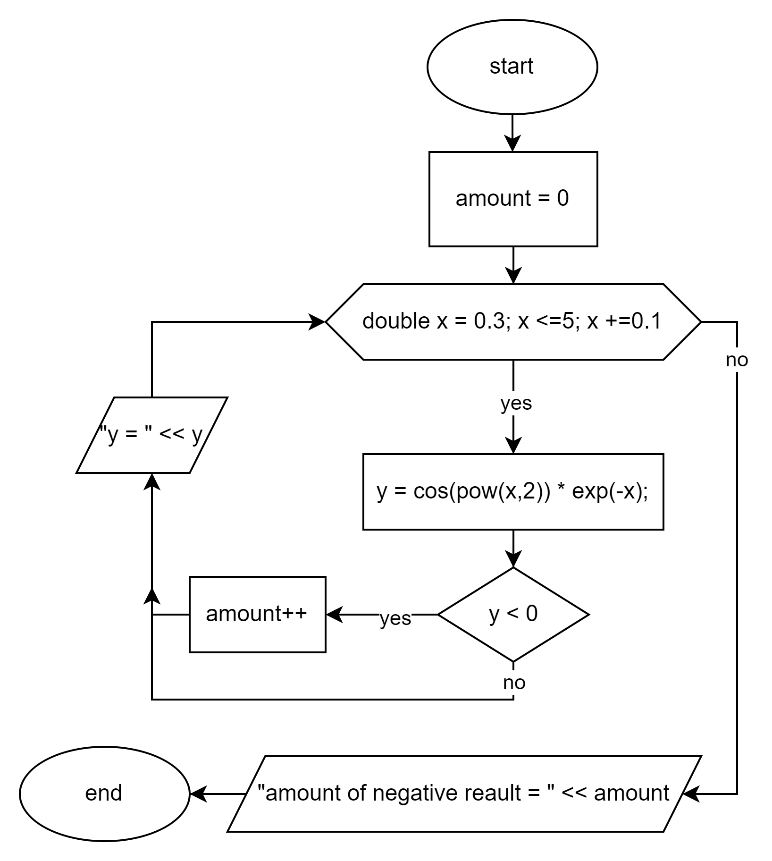 start
amount = 0
double x = 0.3; x <=5; x +=0.1
no
yes
"y = " << y
y = cos(pow(x,2)) * exp(-x);
amount++
yes
y < 0
no
end
"amount of negative reault = " << amount